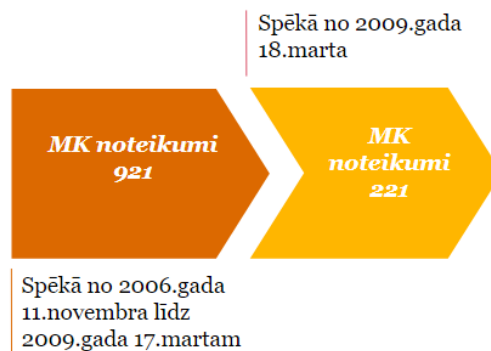 Spēkā no 2009.gada
18.marta
MK noteikumi
921
MK
noteikumi
221
Spēkā no 2006.gada
11.novembra līdz
2009.gada 17.martam